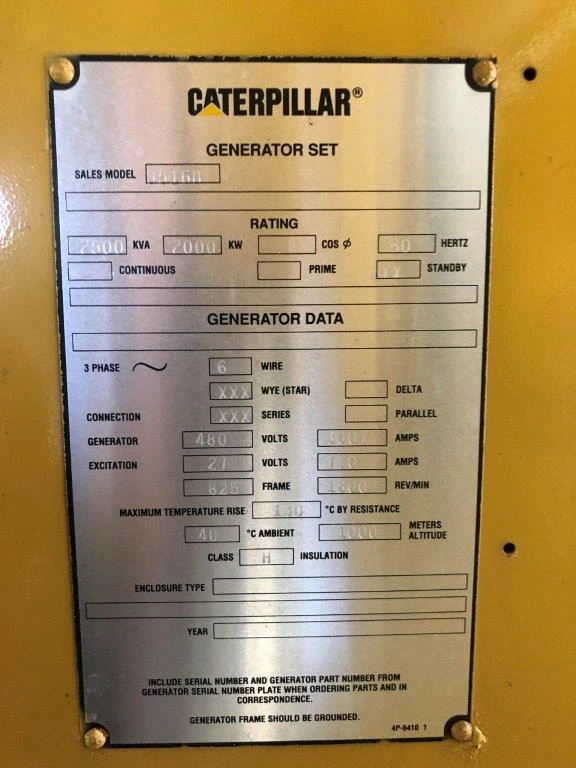 CATERPILLAR®
GENERATOR SET
SALES MODEL 3516B
RATING
2500 KVA 2000 KW .8 COS ϕ 60 HERTZ
CONTINUOUS PRIME XX STANDBY
GENERATOR DATA
3 PHASE 6 WIRE
XXX WYE (STAR) DELTA
CONNECTION XXX SERIES PARALLEL
GENERATOR 480 VOLTS AMPS
EXCITATION 27 VOLTS 7.0 AMPS
825 FRAME 1800 REV/MIN
MAXIMUM TEMPERATURE RISE °C BY RESISTANCE
40 °C AMBIENT 1000 METERS ALTITUDE
CLASS H INSULATION
ENCLOSURE TYPE
YEAR
INCLUDE SERIAL NUMBER AND GENERATOR PART NUMBER FROM
GENERATOR SERIAL NUMBER PLATE WHEN ORDERING PARTS AND IN
CORRESPONDENCE.
GENERATOR FRAME SHOULD BE GROUNDED.
4P-6410 1